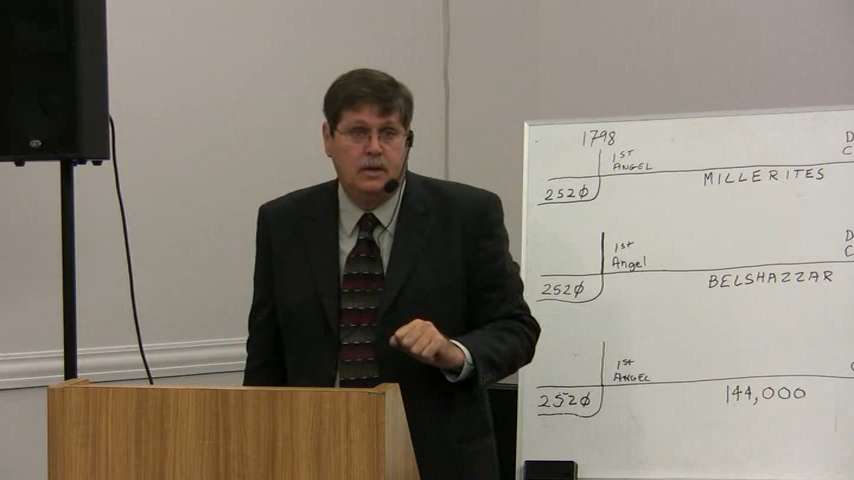 1798
1ST
ANGEL
D
C
2520
MILLERITES
1st
Angel
D
C
2520
BELSHAZZAR
1st
ANGEL
2520
144,000